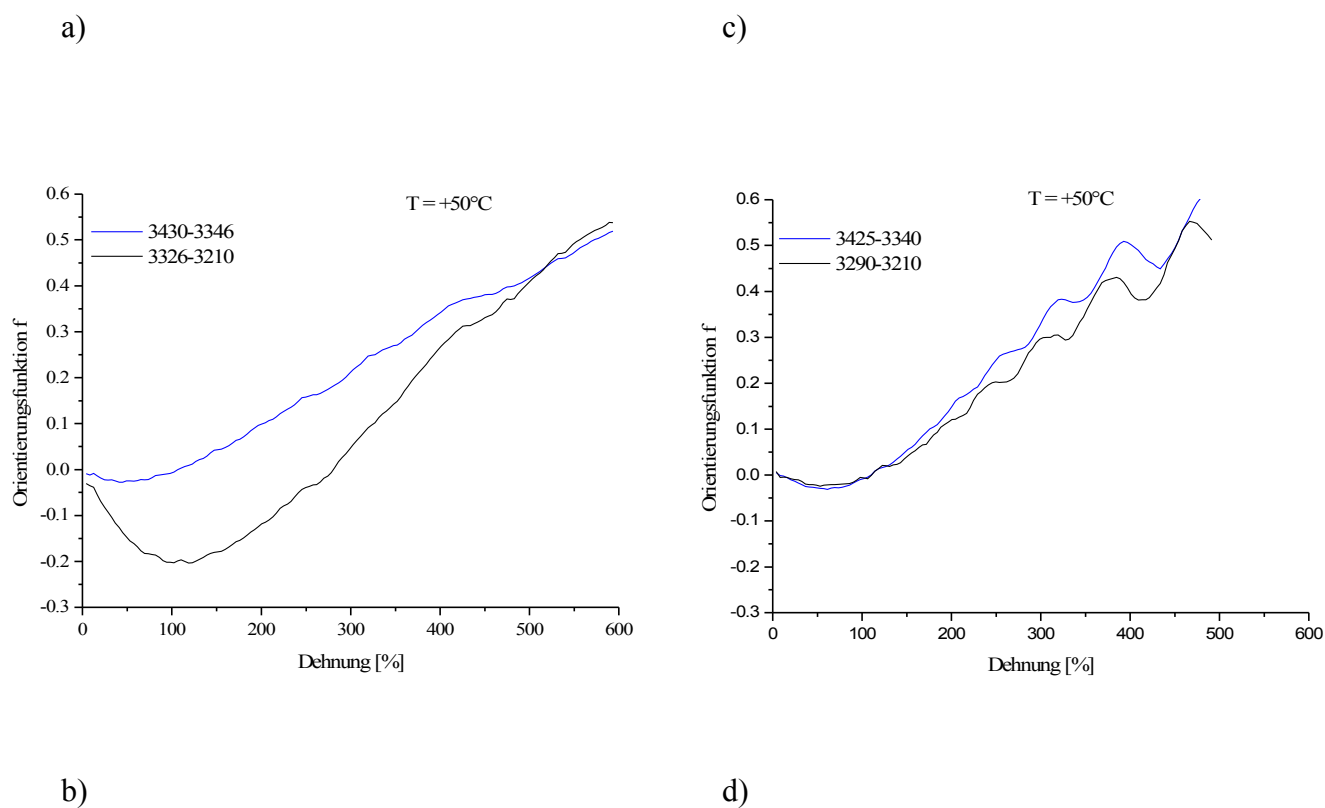 a)
c)
T = +50°C
3430-3346
3326-3210
Orientierungsfunktion f
0.6
0.5
0.4
0.3
0.2
0.1
0.0
-0.1
-0.2
-0.3
0 100 200 300 400 500 600
Dehnung [%]
T = +50°C
3425-3340
3290-3210
Orientierungsfunktion f
0.6
0.5
0.4
0.3
0.2
0.1
0.0
-0.1
-0.2
-0.3
0 100 200 300 400 500 600
Dehnung [%]
b)
d)